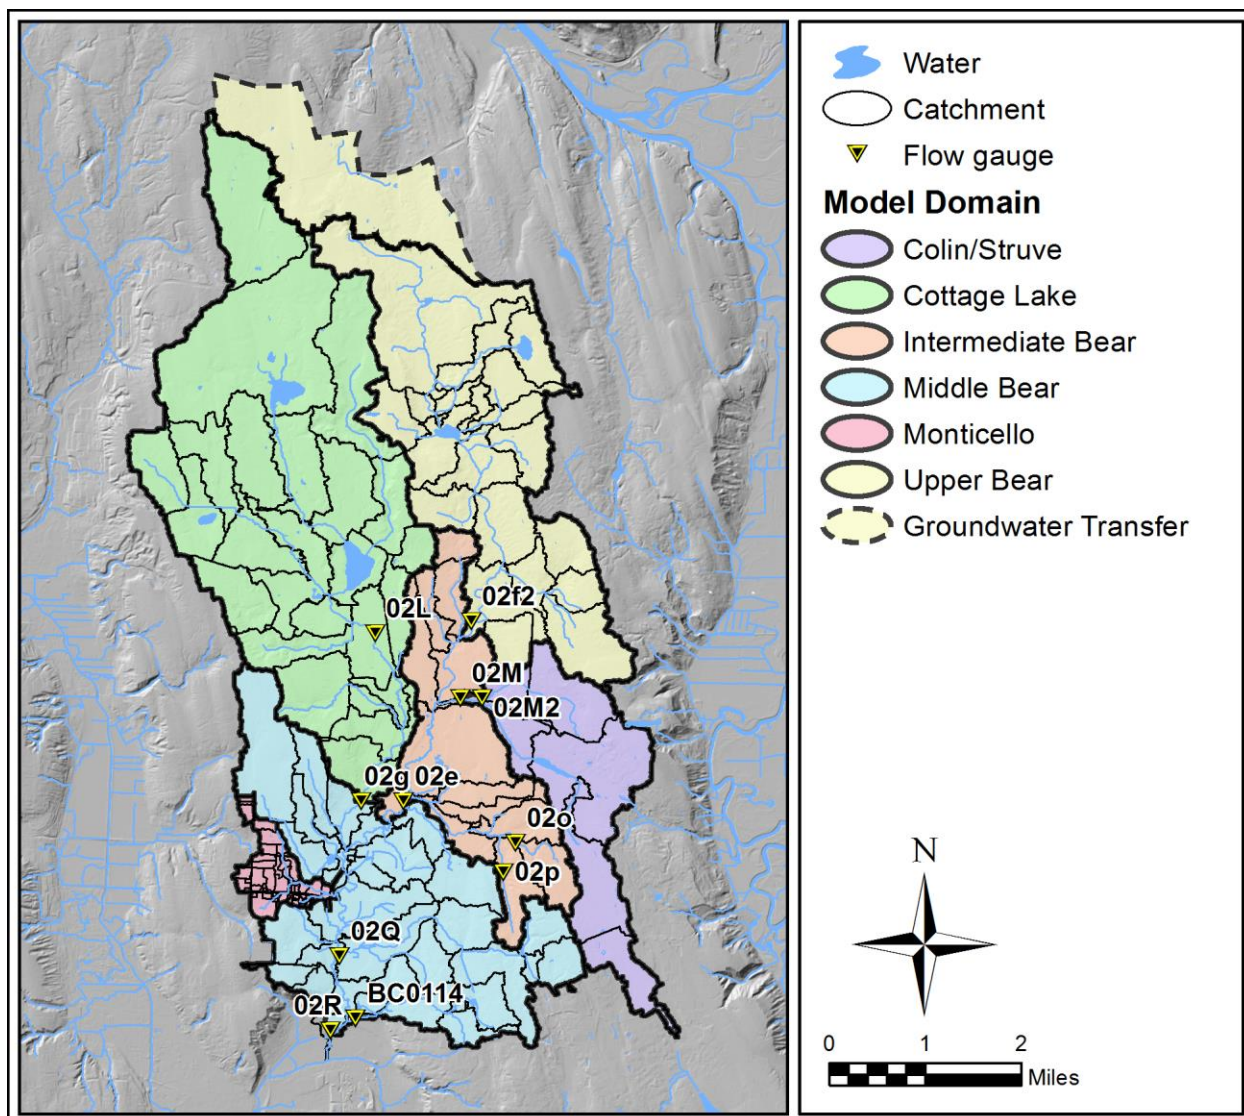 02L
02f2
02M
02M2
02g 02e
02o
02p
02Q
BC0114
02R
Water
Catchment
Flow gauge
Model Domain
Colin/Struve
Cottage Lake
Intermediate Bear
Middle Bear
Monticello
Upper Bear
Groundwater Transfer
N
0 1 2
Miles